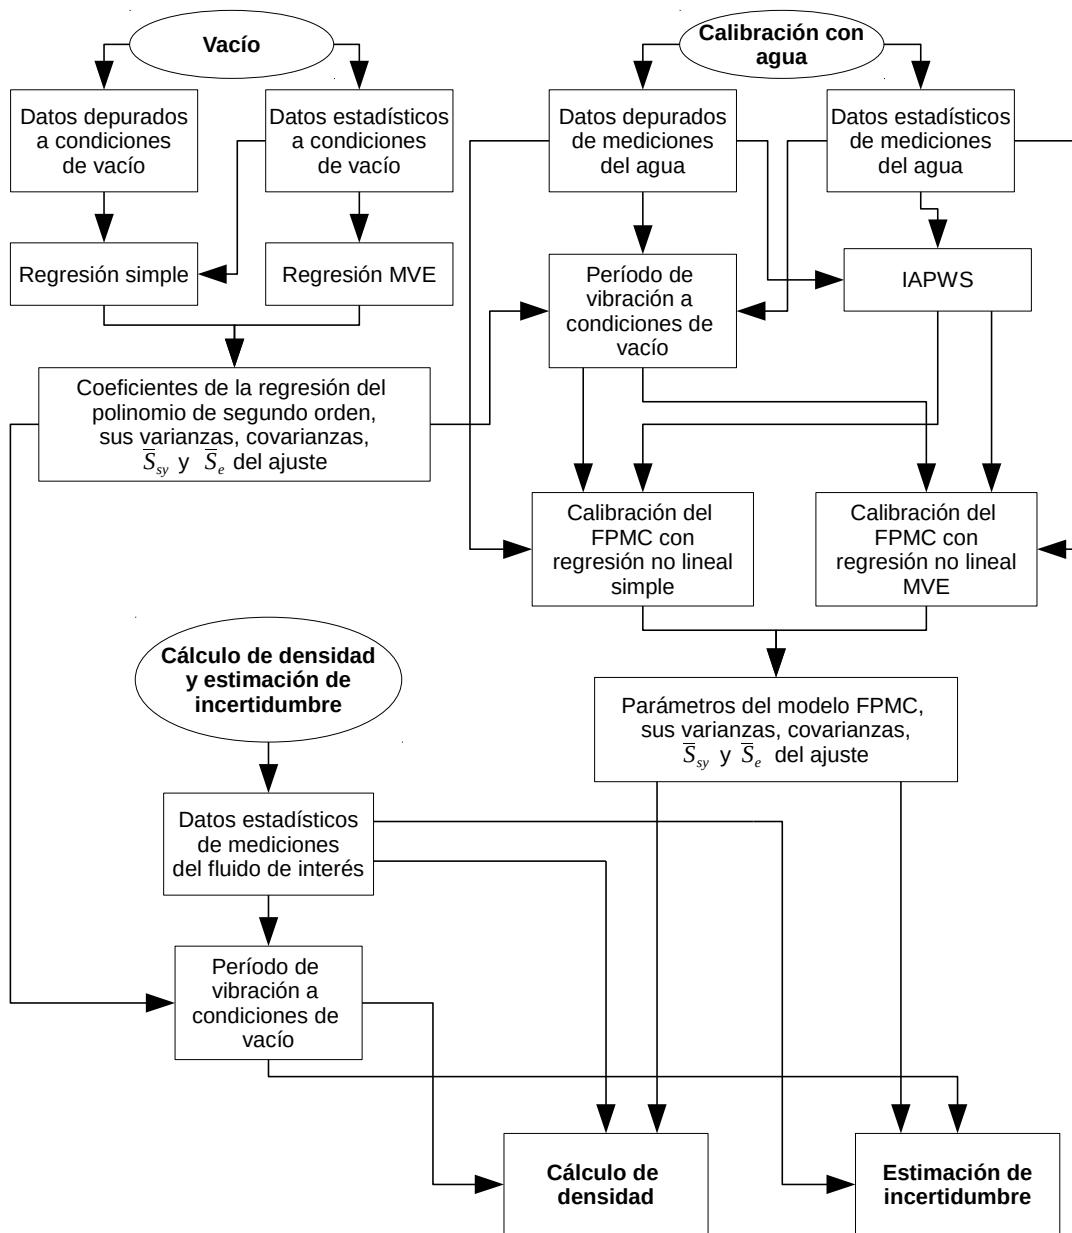 Vacío
Datos depurados
a condiciones
de vacío
Datos estadísticos
a condiciones
de vacío
Regresión simple
Regresión MVE
Coeficientes de la regresión del
polinomio de segundo orden,
sus varianzas, covarianzas,
S̅sy y S̅e del ajuste
Calibración con
agua
Datos depurados
de mediciones
del agua
Datos estadísticos
de mediciones
del agua
Período de
vibración a
condiciones de
vacío
IAPWS
Calibración del
FPMC con
regresión no lineal
simple
Calibración del
FPMC con
regresión no lineal
MVE
Parámetros del modelo FPMC,
sus varianzas, covarianzas,
S̅sy y S̅e del ajuste
Cálculo de densidad
y estimación de
incertidumbre
Datos estadísticos
de mediciones
del fluido de interés
Período de
vibración a
condiciones de
vacío
Cálculo de
densidad
Estimación de
incertidumbre